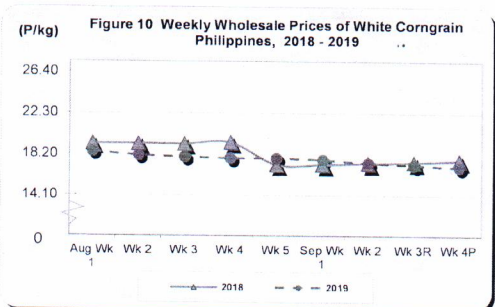 (P/kg)
Figure 10 Weekly Wholesale Prices of White Corngrain
Philippines, 2018 - 2019
26.40
22.30
18.20
14.10
0
Aug Wk 1 Wk 2 Wk 3 Wk 4 Wk 5 Sep Wk 1 Wk 2 Wk 3R Wk 4P
2018 2019